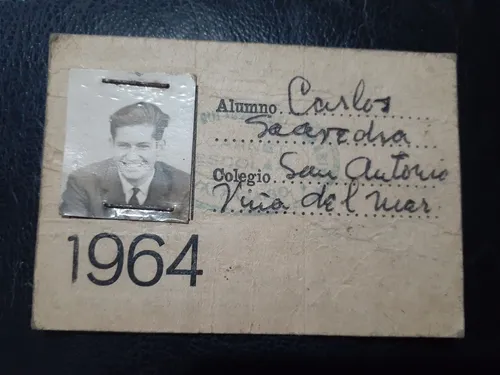 Alumno Carlos
Saavedra
Colegio San Antonio
Viña del Mar
1964